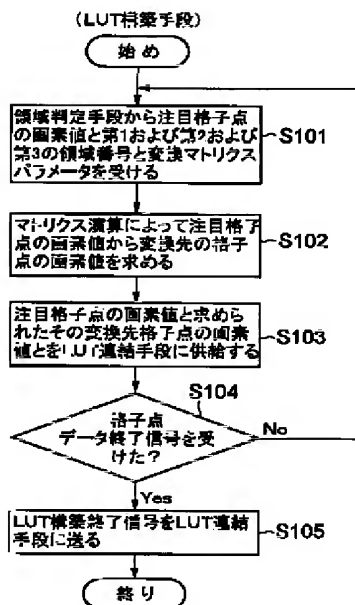 (LUT構築手段)
始め
領域判定手段から注目格子点
の画素値と第1および第2および
第3の領域番号と変換マトリクス
パラメータを受ける
S101
マトリクス演算によって注目格子
点の画素値から変換先の格子
点の画素値を求める
S102
注目格子点の画素値と求めら
れたその変換先格子点の画素
値とをLUT連結手段に供給する
S103
S104
格子点
データ終了信号を受
けた?
No
Yes
LUT構築終了信号をLUT連結
手段に送る
S105
終り